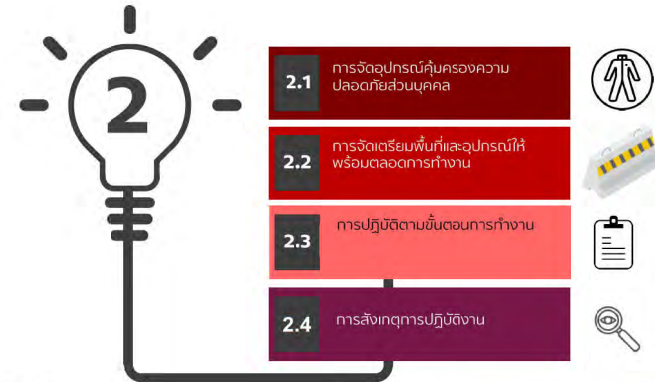 2
2.1
การจัดอุปกรณ์คุ้มครองความ
ปลอดภัยส่วนบุคคล
2.2
การจัดเตรียมพื้นที่และอุปกรณ์ให้
พร้อมตลอดการทำงาน
2.3
การปฏิบัติตามขั้นตอนการทำงาน
2.4
การสังเกตุการปฏิบัติงาน